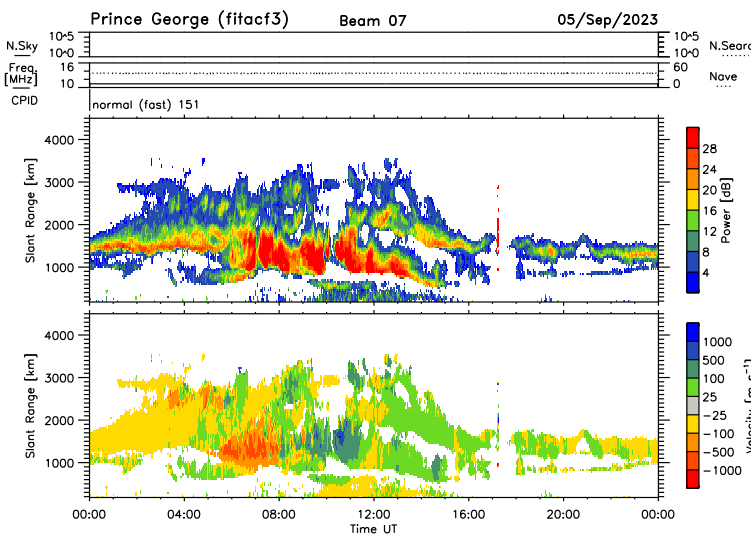 Prince George (fitacf3) Beam 07 05/Sep/2023
N.Sky 10^5 10^5 N.Searc
10^0 10^0
Freq. 16 60 Nave
[MHz] 10 0
CPID normal (fast) 151
Slant Range [km]
4000
3000
2000
1000
28
24
20
16
12
8
4
Power [dB]
Slant Range [km]
4000
3000
2000
1000
1000
500
100
25
-25
-100
-500
-1000
Velocity [m s⁻¹]
00:00 04:00 08:00 12:00 16:00 20:00 00:00
Time UT